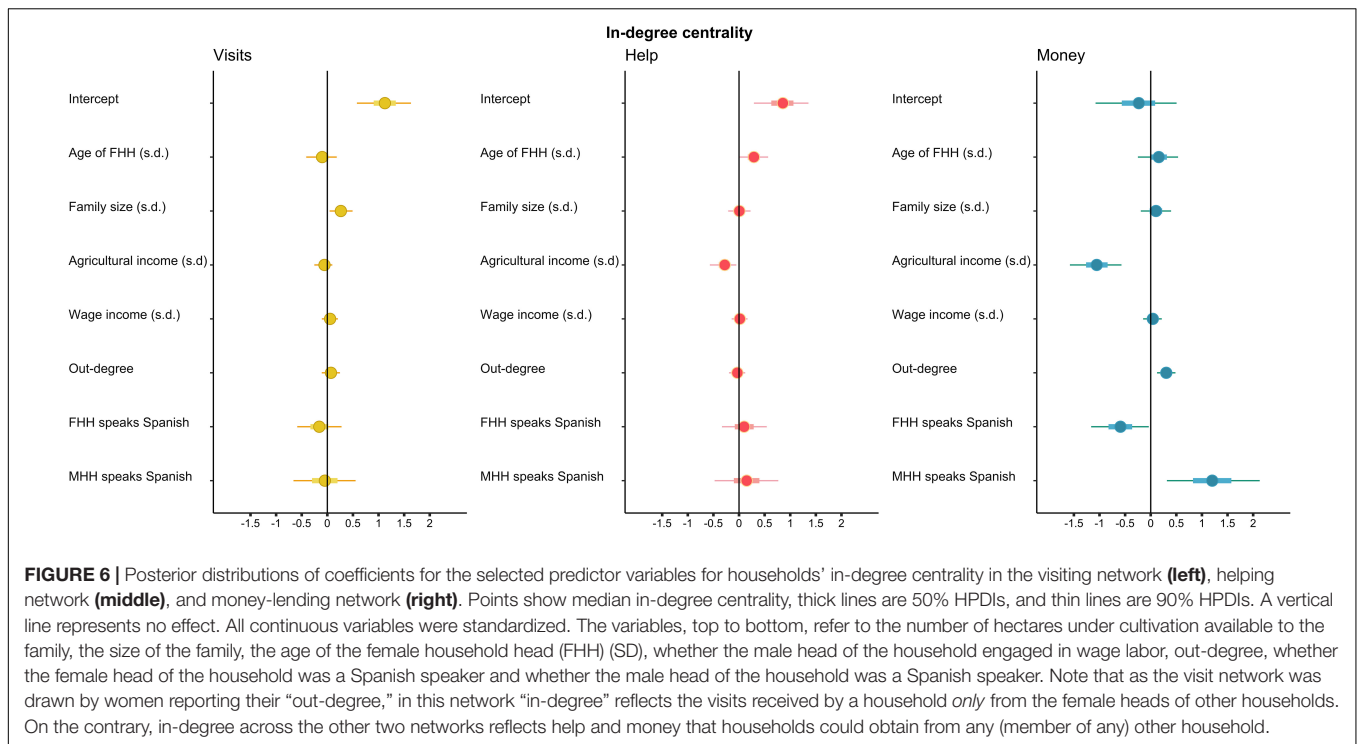 In-degree centrality
Visits
Intercept
Age of FHH (s.d.)
Family size (s.d.)
Agricultural income (s.d)
Wage income (s.d.)
Out-degree
FHH speaks Spanish
MHH speaks Spanish
-1.5 -1 -0.5 0 0.5 1 1.5 2
Help
Intercept
Age of FHH (s.d.)
Family size (s.d.)
Agricultural income (s.d)
Wage income (s.d.)
Out-degree
FHH speaks Spanish
MHH speaks Spanish
-1.5 -1 -0.5 0 0.5 1 1.5 2
Money
Intercept
Age of FHH (s.d.)
Family size (s.d.)
Agricultural income (s.d)
Wage income (s.d.)
Out-degree
FHH speaks Spanish
MHH speaks Spanish
-1.5 -1 -0.5 0 0.5 1 1.5 2
FIGURE 6 | Posterior distributions of coefficients for the selected predictor variables for households' in-degree centrality in the visiting network (left), helping
network (middle), and money-lending network (right). Points show median in-degree centrality, thick lines are 50% HPDIs, and thin lines are 90% HPDIs. A vertical
line represents no effect. All continuous variables were standardized. The variables, top to bottom, refer to the number of hectares under cultivation available to the
family, the size of the family, the age of the female household head (FHH) (SD), whether the male head of the household engaged in wage labor, out-degree, whether
the female head of the household was a Spanish speaker and whether the male head of the household was a Spanish speaker. Note that as the visit network was
drawn by women reporting their “out-degree,” in this network “in-degree” reflects the visits received by a household only from the female heads of other households.
On the contrary, in-degree across the other two networks reflects help and money that households could obtain from any (member of any) other household.